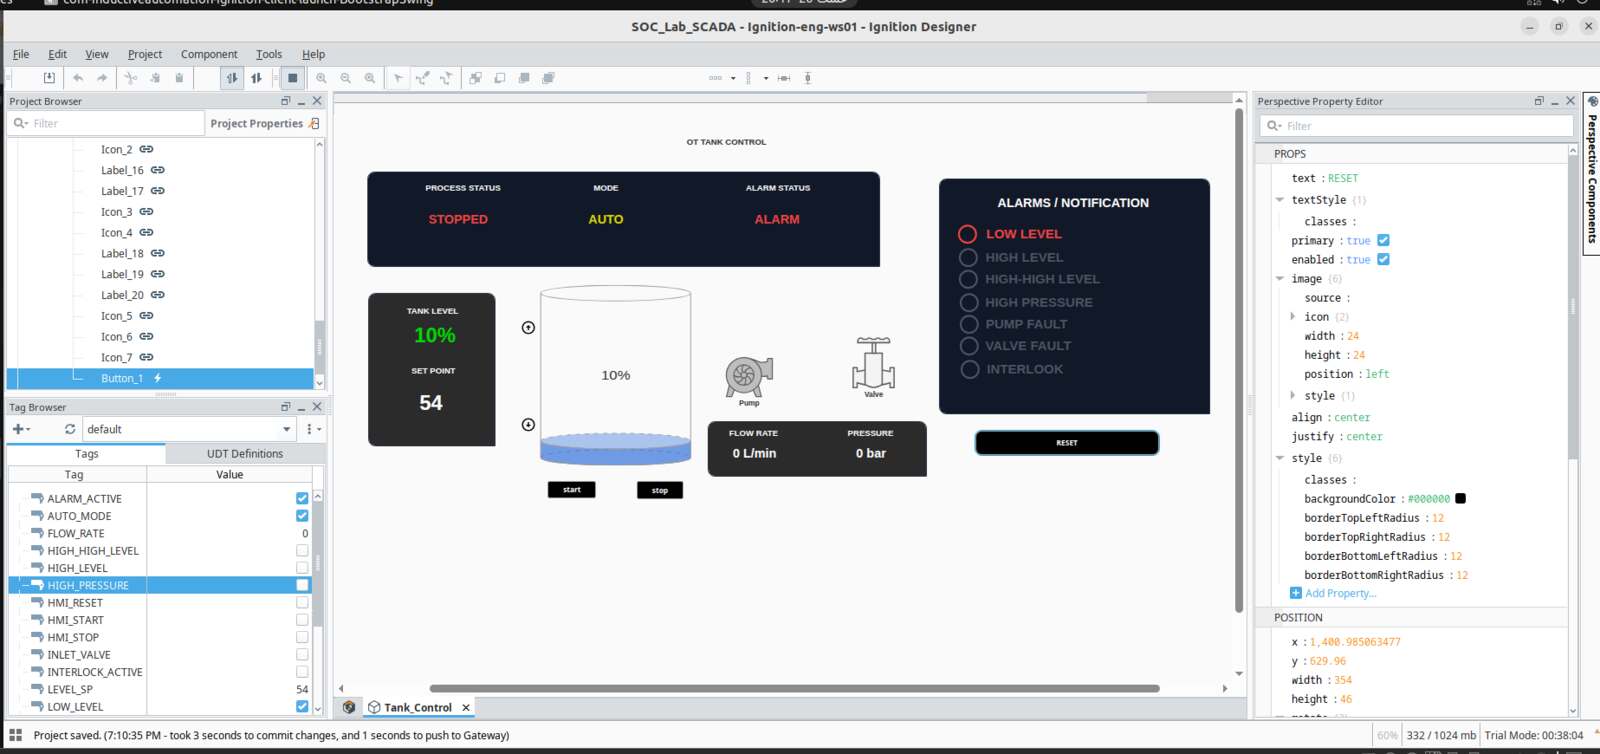 SOC_Lab_SCADA - Ignition-eng-ws01 - Ignition Designer
File Edit View Project Component Tools Help
Project Browser
Filter
Project Properties
Icon_2
Label_16
Label_17
Icon_3
Icon_4
Label_18
Label_19
Label_20
Icon_5
Icon_6
Icon_7
Button_1
Tag Browser
default
Tags UDT Definitions
Tag Value
ALARM_ACTIVE
AUTO_MODE
FLOW_RATE 0
HIGH_HIGH_LEVEL
HIGH_LEVEL
HIGH_PRESSURE
HMI_RESET
HMI_START
HMI_STOP
INLET_VALVE
INTERLOCK_ACTIVE
LEVEL_SP 54
LOW_LEVEL
OT TANK CONTROL
PROCESS STATUS MODE ALARM STATUS
STOPPED AUTO ALARM
ALARMS / NOTIFICATION
LOW LEVEL
HIGH LEVEL
HIGH-HIGH LEVEL
HIGH PRESSURE
PUMP FAULT
VALVE FAULT
INTERLOOK
RESET
TANK LEVEL
10%
SET POINT
54
10%
Pump
Valve
FLOW RATE PRESSURE
0 L/min 0 bar
start stop
Tank_Control
Perspective Property Editor
Filter
PROPS
text : RESET
textStyle {1}
classes :
primary : true
enabled : true
image {6}
source :
icon {2}
width : 24
height : 24
position : left
style {1}
align : center
justify : center
style {6}
classes :
backgroundColor : #000000
borderTopLeftRadius : 12
borderTopRightRadius : 12
borderBottomLeftRadius : 12
borderBottomRightRadius : 12
Add Property...
POSITION
x : 1,400.985063477
y : 629.96
width : 354
height : 46
Perspective Components
Project saved. (7:10:35 PM - took 3 seconds to commit changes, and 1 seconds to push to Gateway)
60% 332 / 1024 mb Trial Mode: 00:38:04